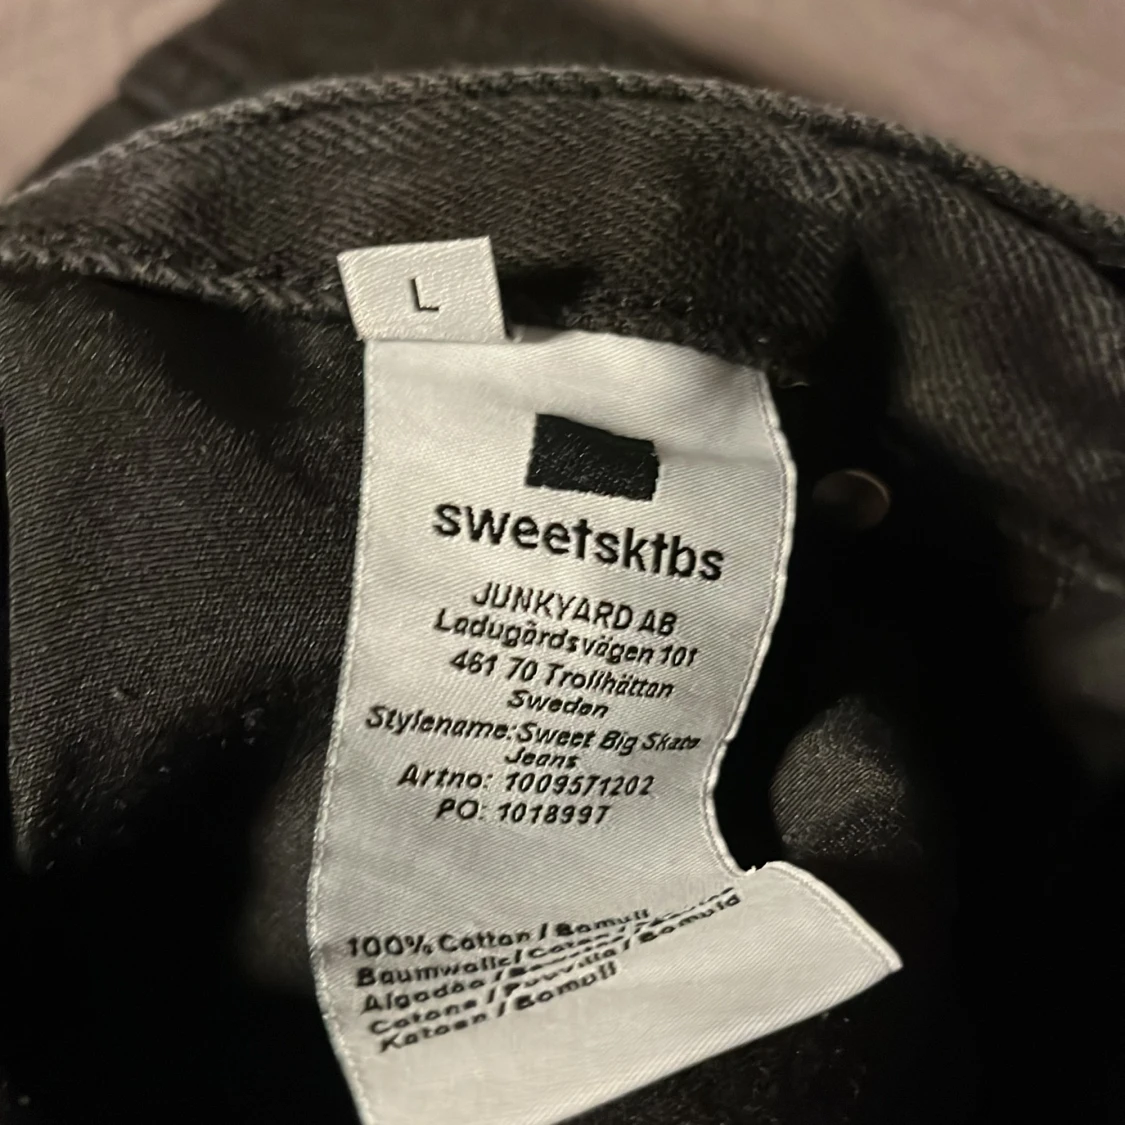 L
sweetsktbs
JUNKYARD AB
Ladugårdsvägen 101
461 70 Trollhättan
Sweden
Stylename: Sweet Big Skate
Jeans
Artno: 1009571202
PO: 1018997
100% Cotton / Bomull
Baumwolle / Coton /
Algodão / Bavlna / Bomuld
Cotone / Puuvilla /
Katoen / Bomull